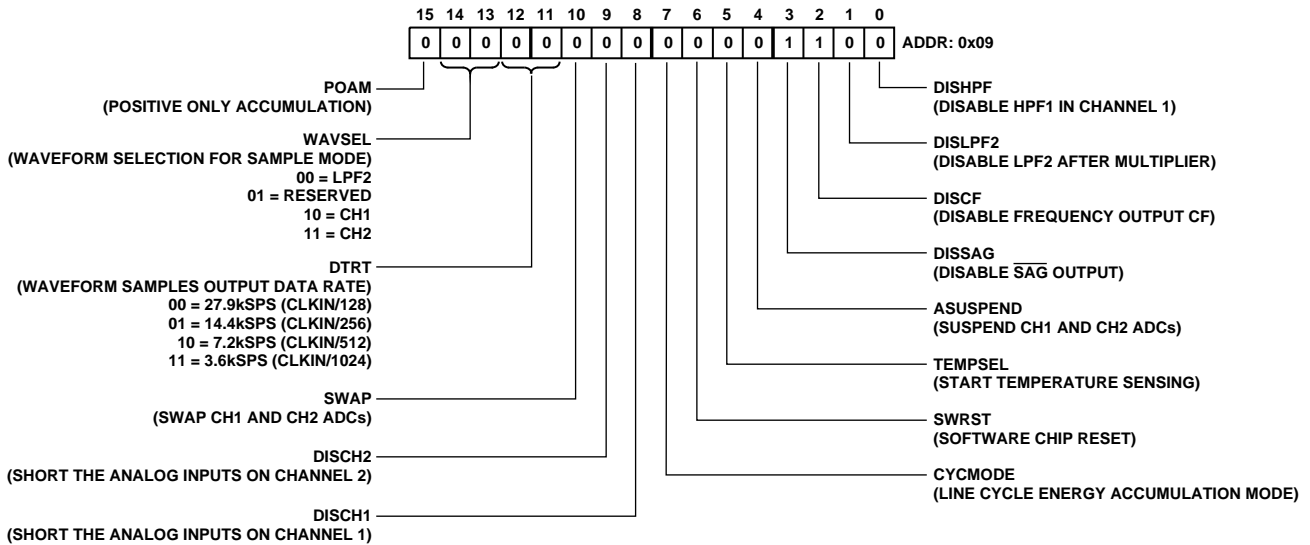 15 14 13 12 11 10 9 8 7 6 5 4 3 2 1 0
0 0 0 0 0 0 0 0 0 0 0 0 1 1 0 0 ADDR: 0x09
POAM
(POSITIVE ONLY ACCUMULATION)
WAVSEL
(WAVEFORM SELECTION FOR SAMPLE MODE)
00 = LPF2
01 = RESERVED
10 = CH1
11 = CH2
DTRT
(WAVEFORM SAMPLES OUTPUT DATA RATE)
00 = 27.9kSPS (CLKIN/128)
01 = 14.4kSPS (CLKIN/256)
10 = 7.2kSPS (CLKIN/512)
11 = 3.6kSPS (CLKIN/1024)
SWAP
(SWAP CH1 AND CH2 ADCs)
DISCH2
(SHORT THE ANALOG INPUTS ON CHANNEL 2)
DISCH1
(SHORT THE ANALOG INPUTS ON CHANNEL 1)
DISHPF
(DISABLE HPF1 IN CHANNEL 1)
DISLPF2
(DISABLE LPF2 AFTER MULTIPLIER)
DISCF
(DISABLE FREQUENCY OUTPUT CF)
DISSAG
(DISABLE S̅A̅G̅ OUTPUT)
ASUSPEND
(SUSPEND CH1 AND CH2 ADCs)
TEMPSEL
(START TEMPERATURE SENSING)
SWRST
(SOFTWARE CHIP RESET)
CYCMODE
(LINE CYCLE ENERGY ACCUMULATION MODE)